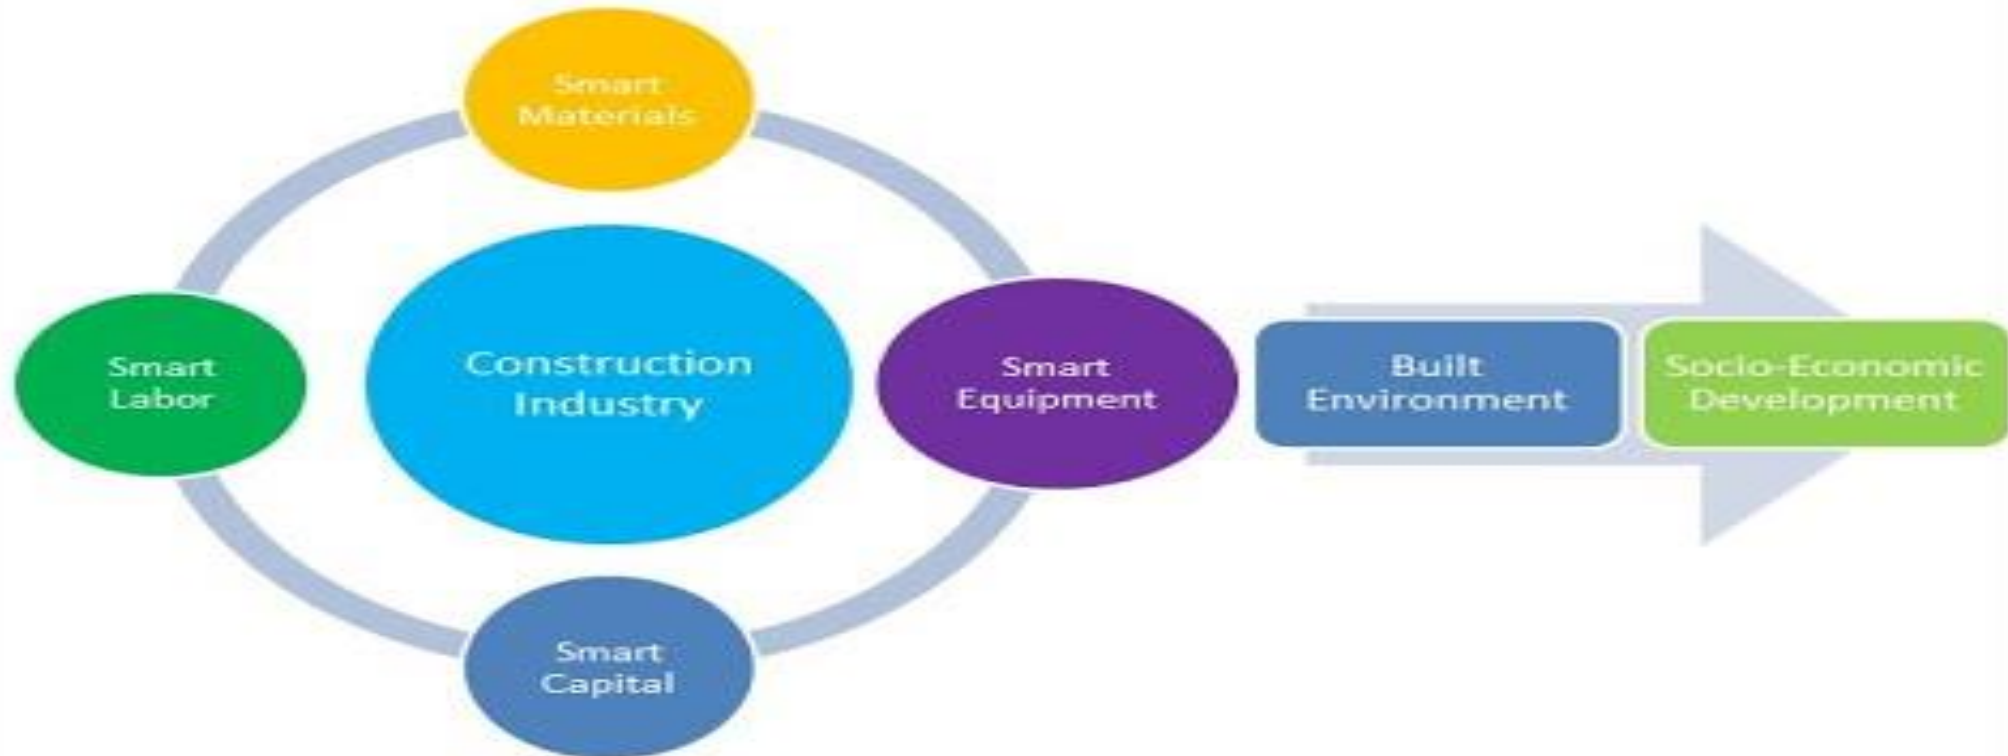 Smart
Materials
Smart
Labor
Construction
Industry
Smart
Equipment
Built
Environment
Socio-Economic
Development
Smart
Capital